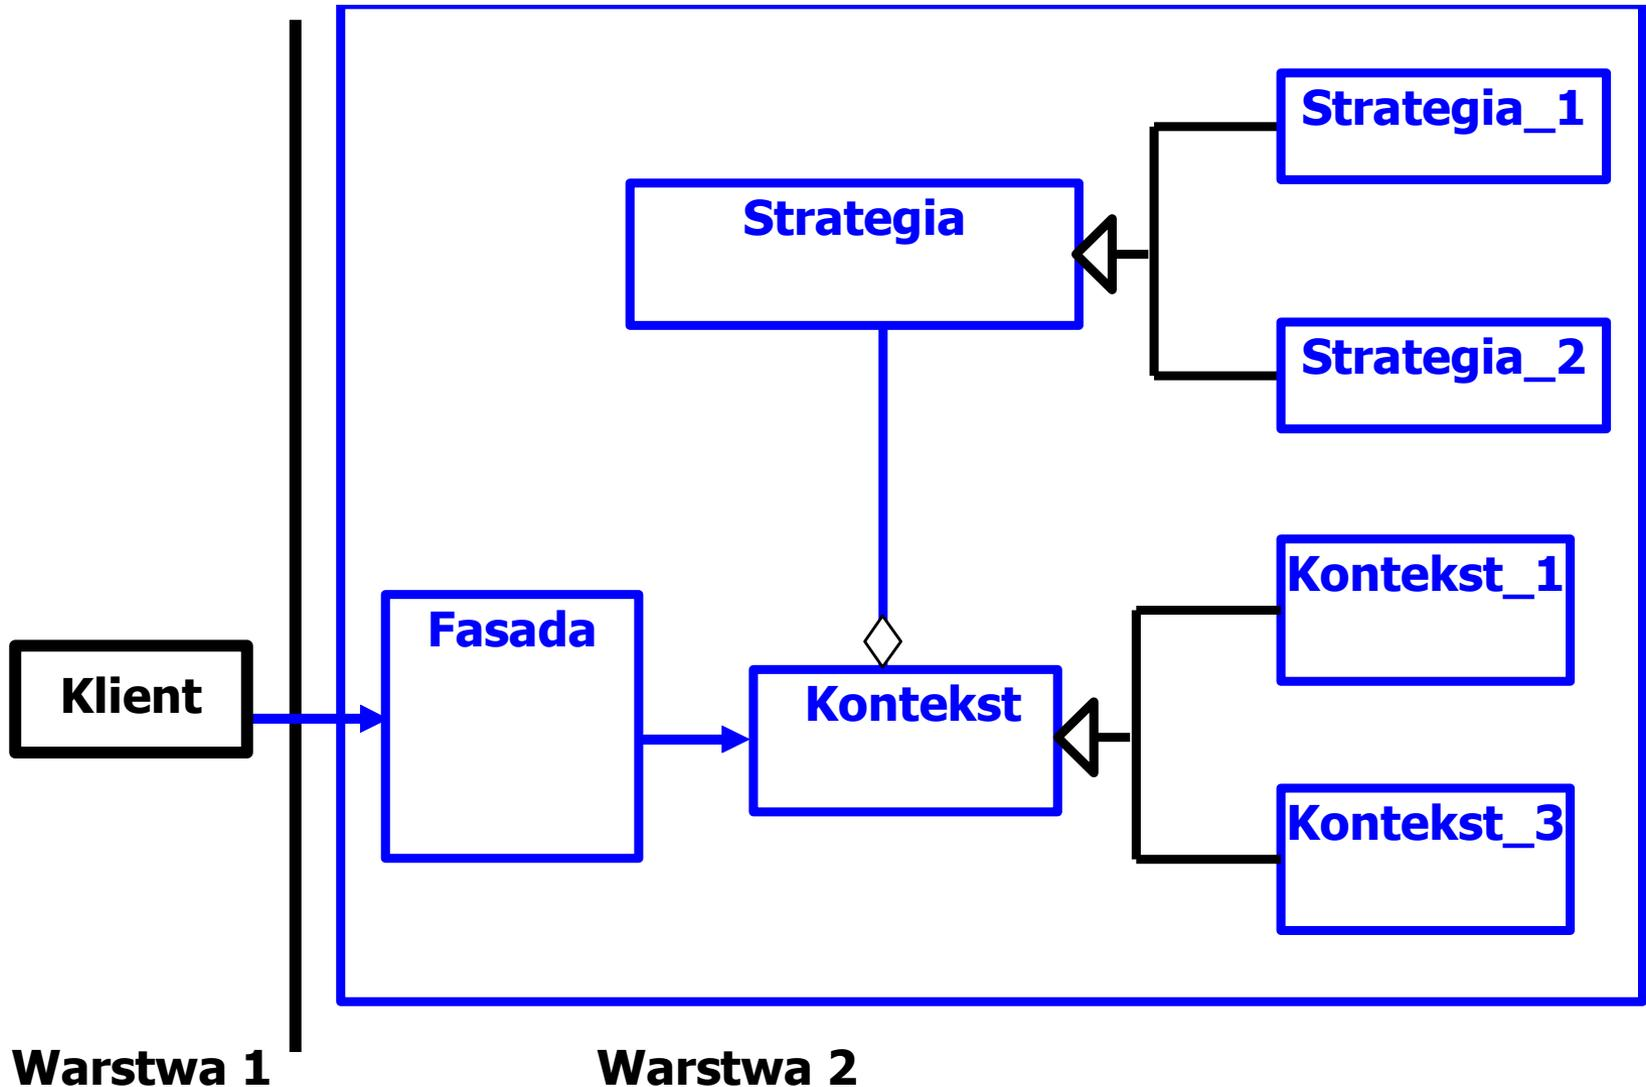 Strategia_1
Strategia
Strategia_2
Kontekst_1
Fasada
Klient
Kontekst
Kontekst_3
Warstwa 1
Warstwa 2